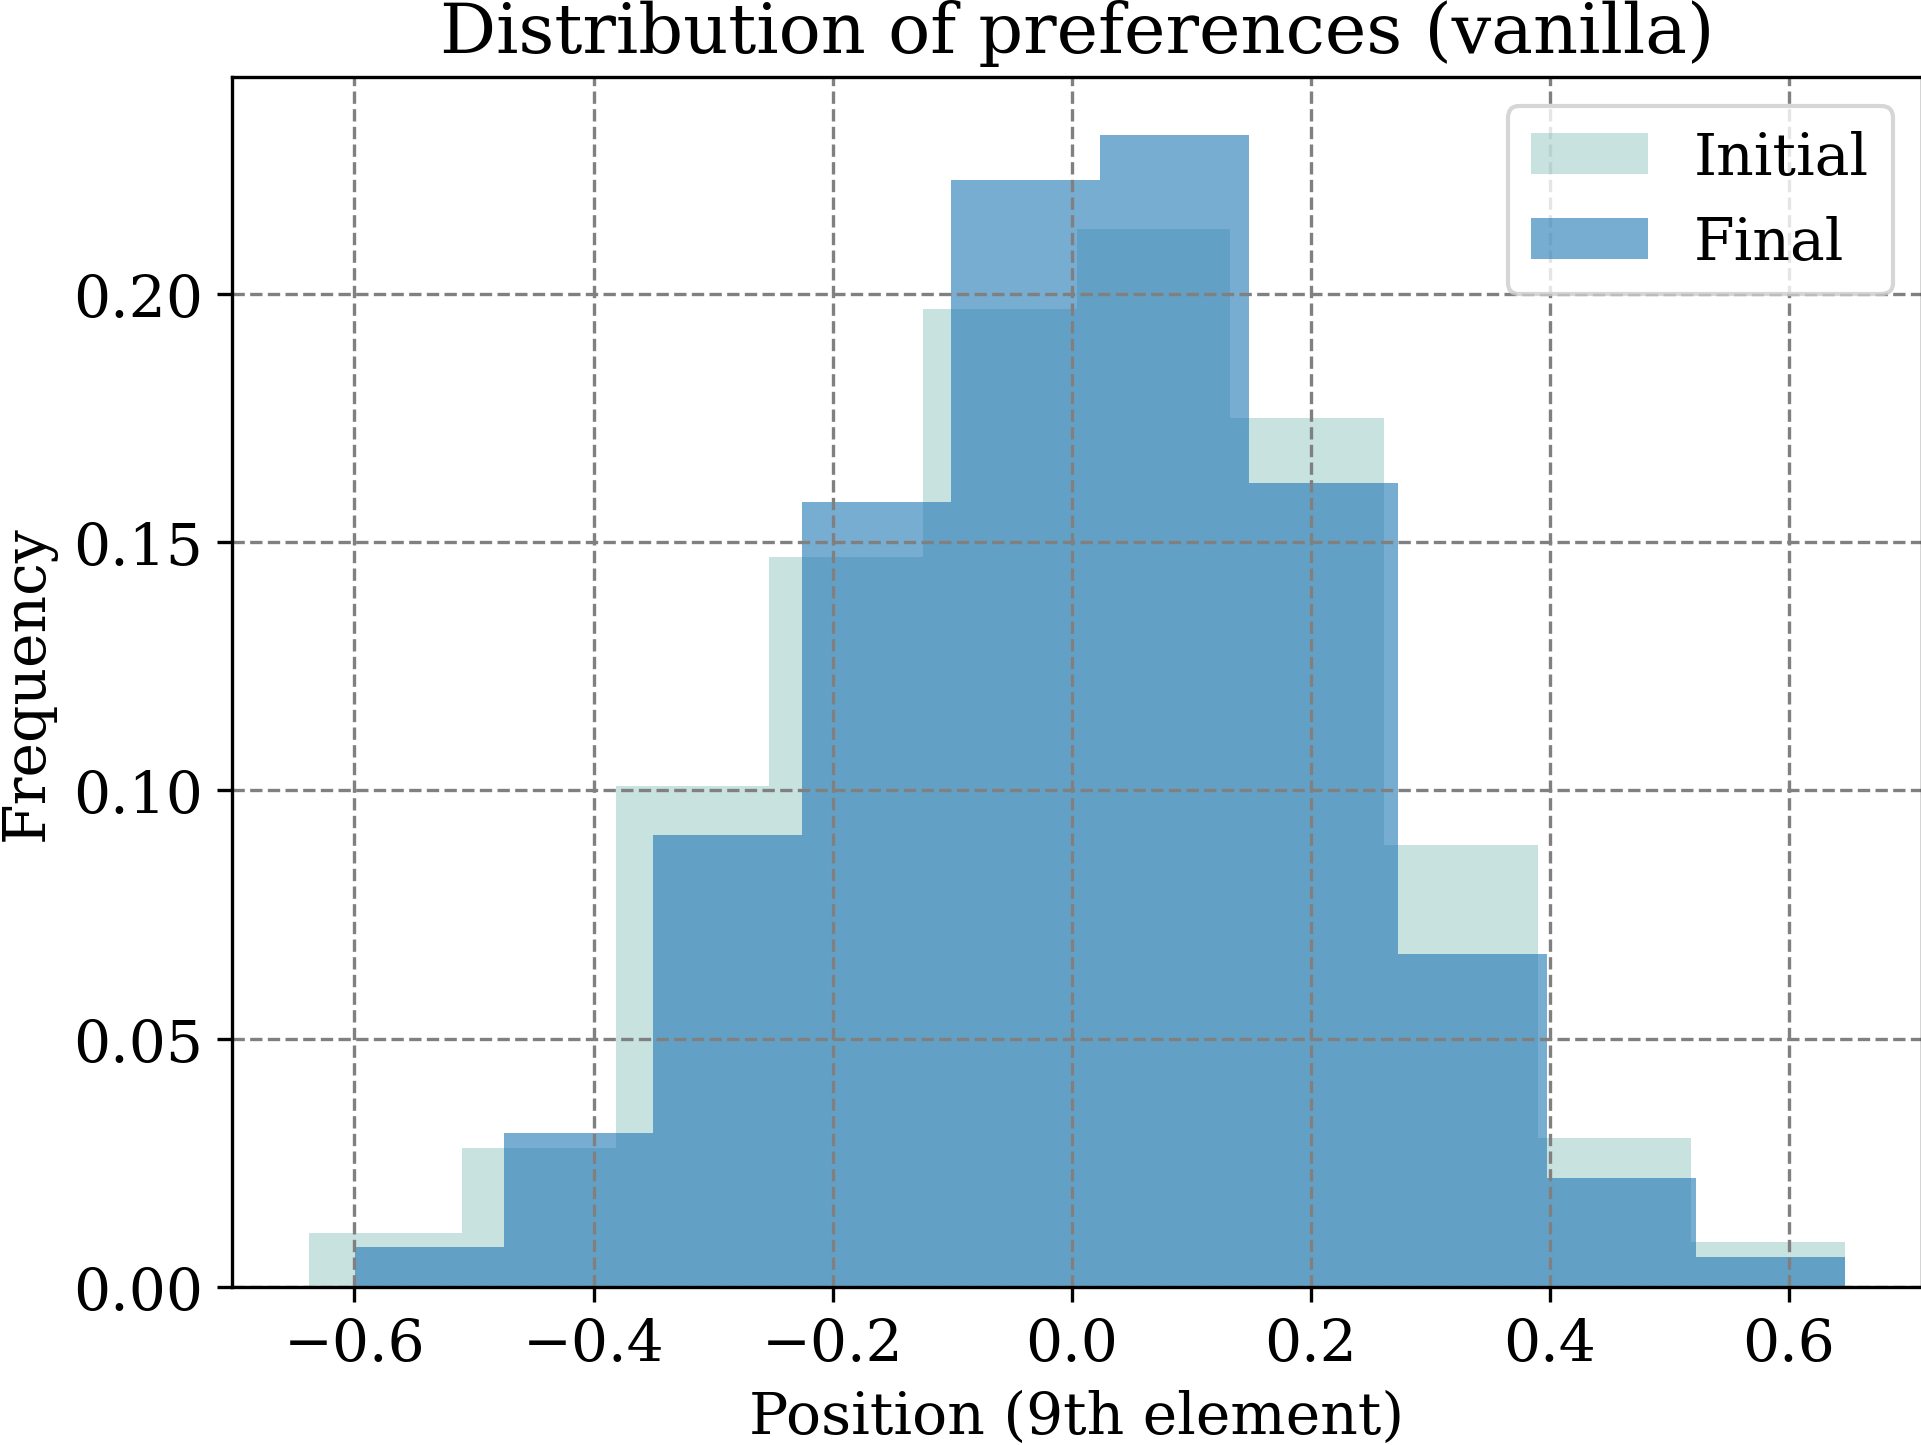 Distribution of preferences (vanilla)
Initial
Final
Frequency
0.20
0.15
0.10
0.05
0.00
−0.6 −0.4 −0.2 0.0 0.2 0.4 0.6
Position (9th element)